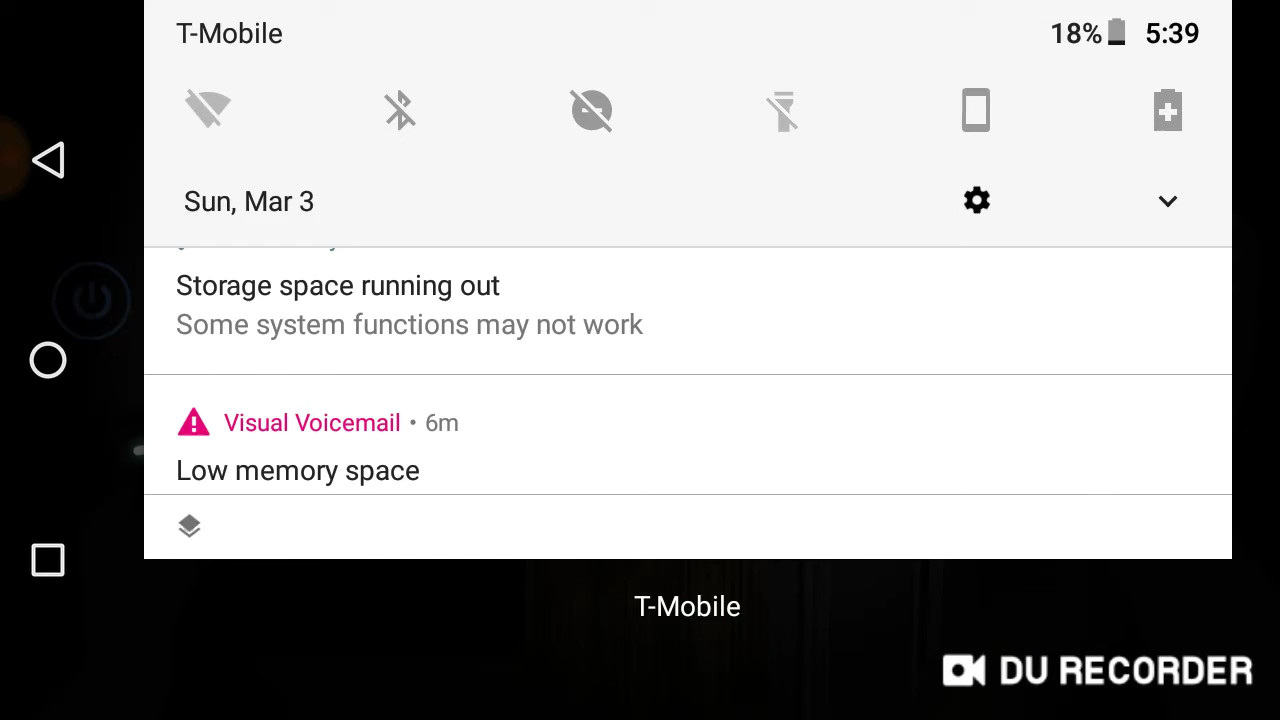 T-Mobile
18% 5:39
Sun, Mar 3
Storage space running out
Some system functions may not work
Visual Voicemail • 6m
Low memory space
T-Mobile
DU RECORDER